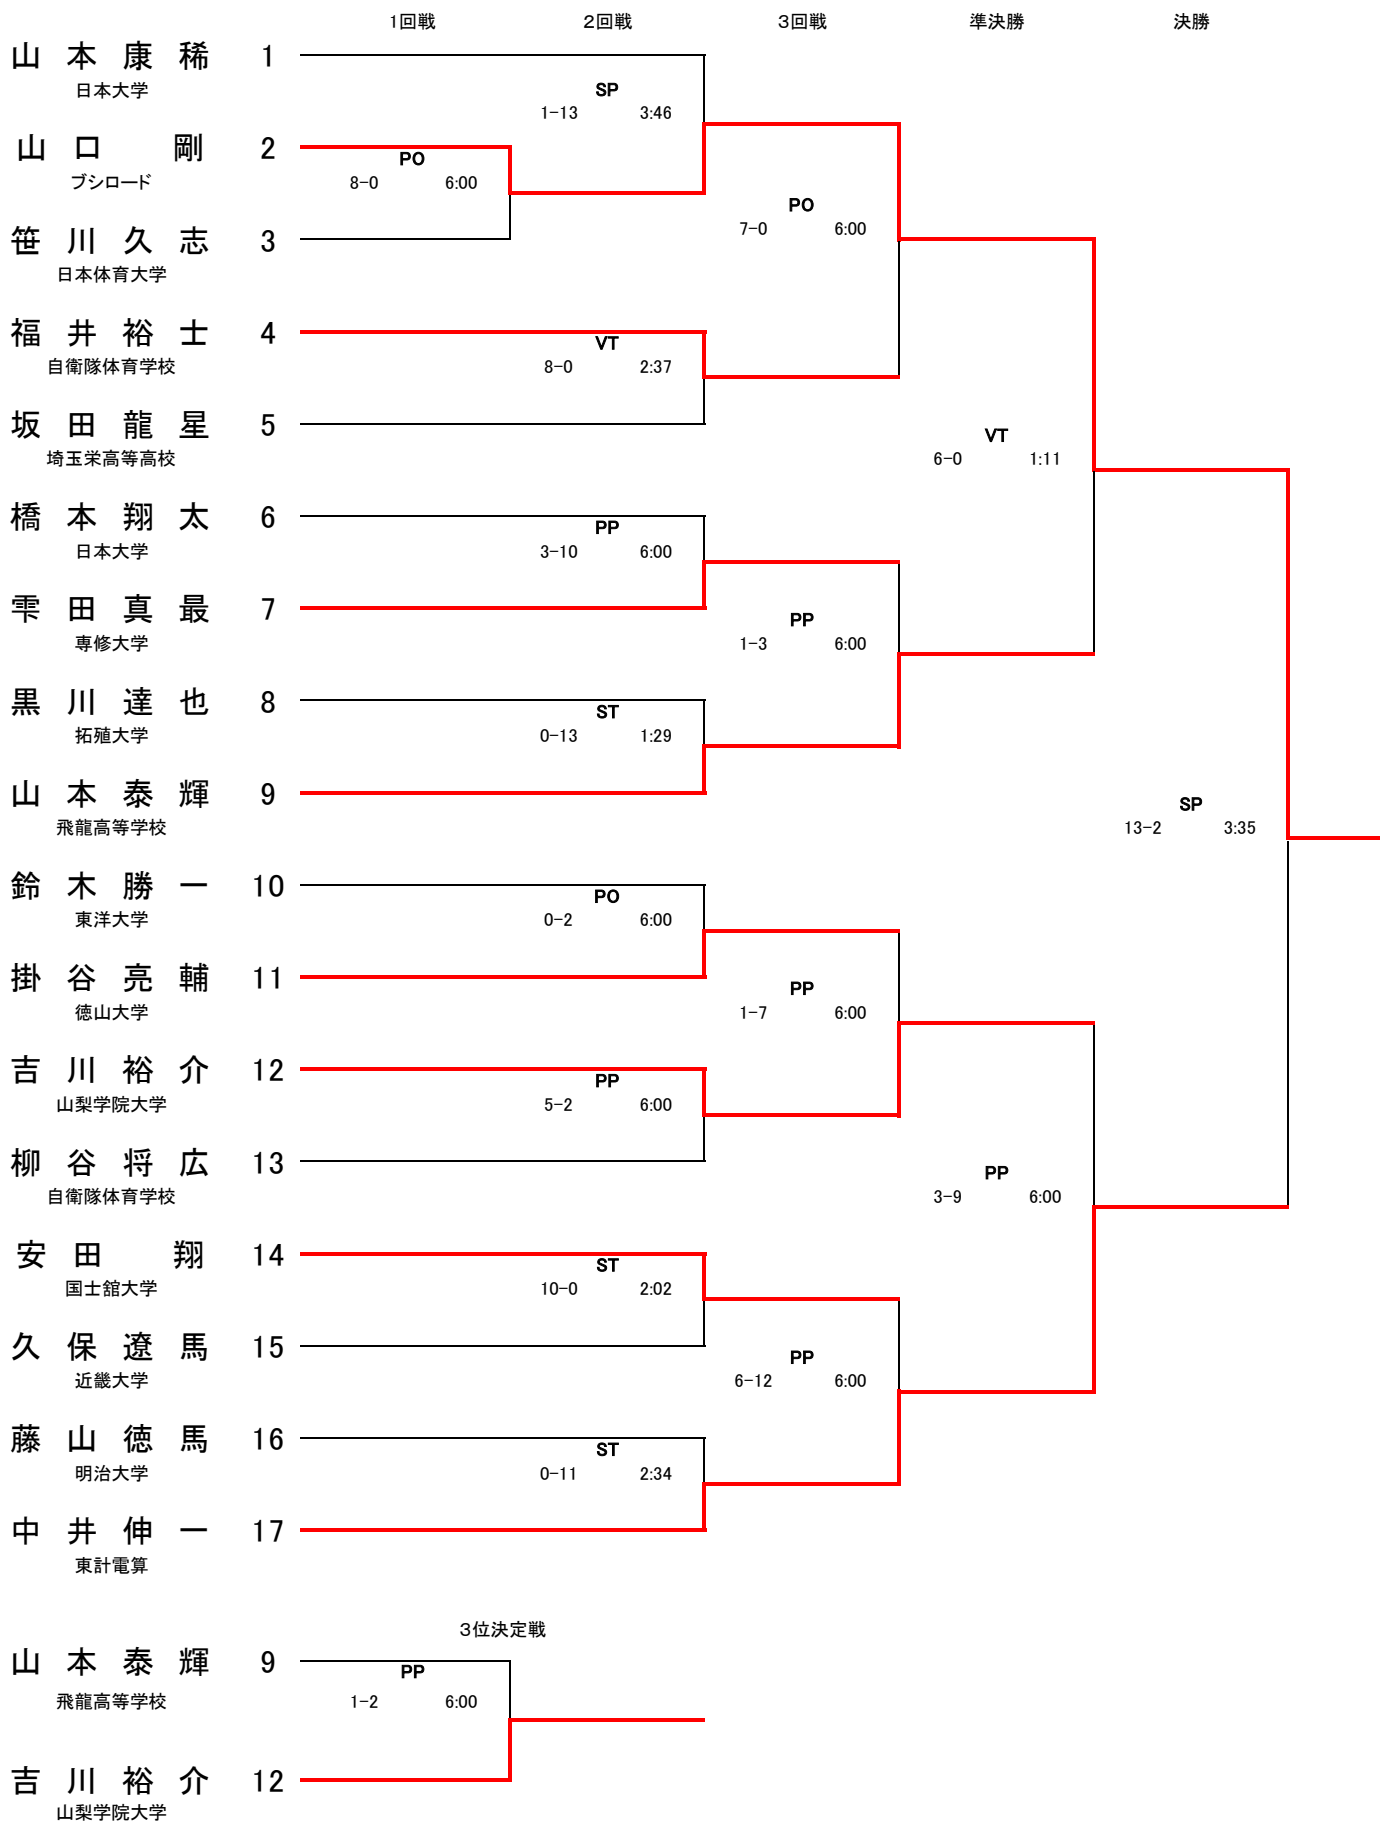 1回戦 2回戦 3回戦 準決勝 決勝
山本康稀 1
日本大学
SP
1-13 3:46
山口 剛 2
ブシロード
PO
8-0 6:00
笹川久志 3
日本体育大学
PO
7-0 6:00
福井裕士 4
自衛隊体育学校
VT
8-0 2:37
坂田龍星 5
埼玉栄高等高校
VT
6-0 1:11
橋本翔太 6
日本大学
PP
3-10 6:00
雫田真最 7
専修大学
PP
1-3 6:00
黒川達也 8
拓殖大学
ST
0-13 1:29
山本泰輝 9
飛龍高等学校
SP
13-2 3:35
鈴木勝一 10
東洋大学
PO
0-2 6:00
掛谷亮輔 11
徳山大学
PP
1-7 6:00
吉川裕介 12
山梨学院大学
PP
5-2 6:00
柳谷将広 13
自衛隊体育学校
PP
3-9 6:00
安田 翔 14
国士舘大学
ST
10-0 2:02
久保遼馬 15
近畿大学
PP
6-12 6:00
藤山徳馬 16
明治大学
ST
0-11 2:34
中井伸一 17
東計電算
3位決定戦
山本泰輝 9
飛龍高等学校
PP
1-2 6:00
吉川裕介 12
山梨学院大学